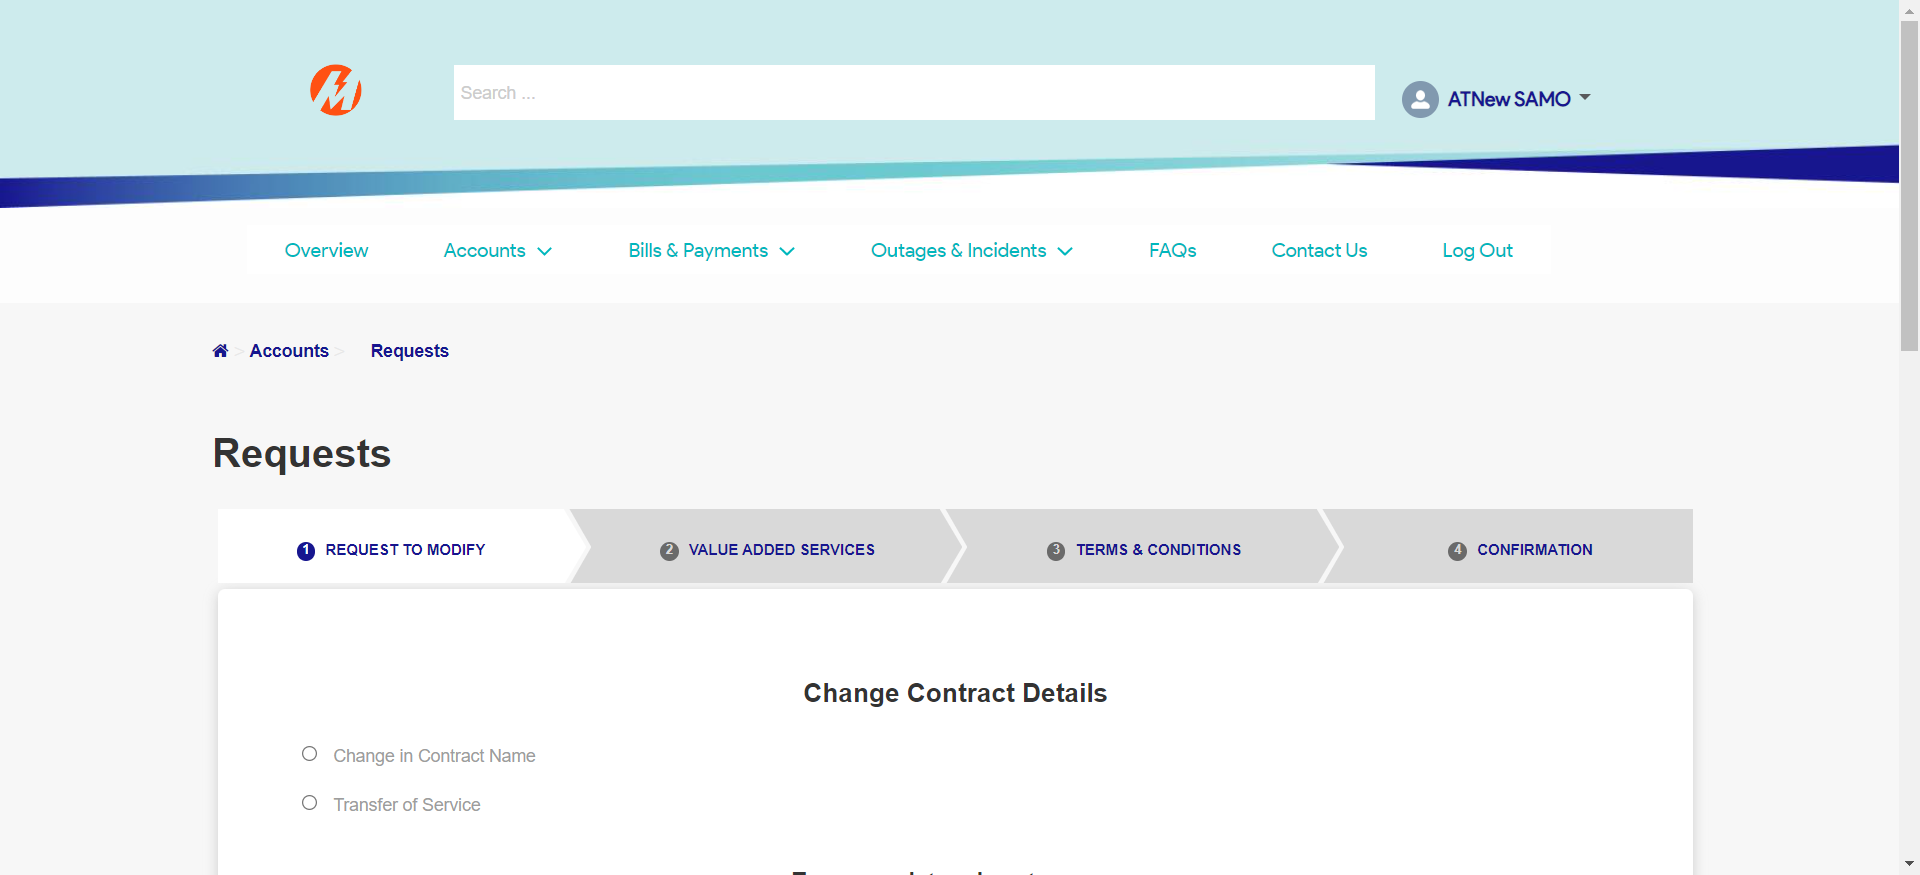 Search ...
ATNew SAMO
Overview Accounts Bills & Payments Outages & Incidents FAQs Contact Us Log Out
> Accounts > Requests
Requests
1 REQUEST TO MODIFY 2 VALUE ADDED SERVICES 3 TERMS & CONDITIONS 4 CONFIRMATION
Change Contract Details
Change in Contract Name
Transfer of Service